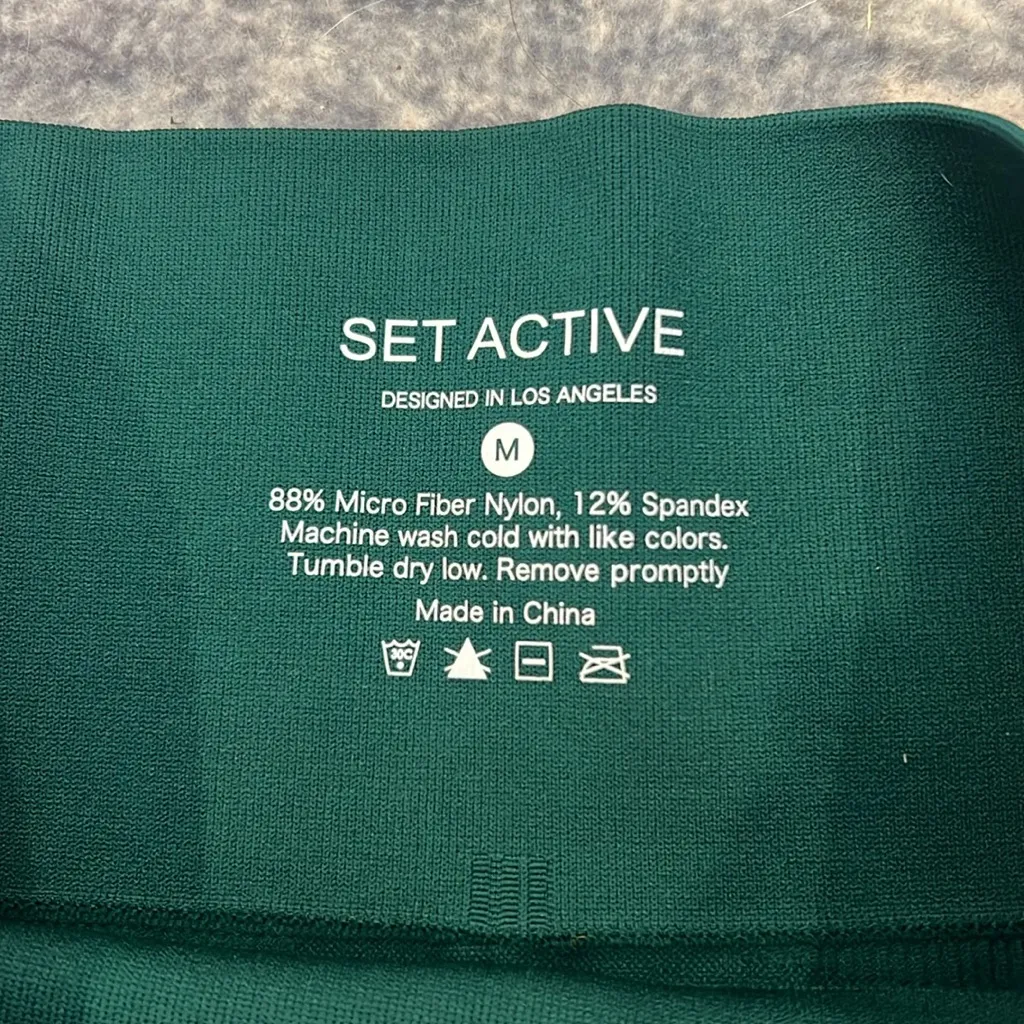 SET ACTIVE
DESIGNED IN LOS ANGELES
M
88% Micro Fiber Nylon, 12% Spandex
Machine wash cold with like colors.
Tumble dry low. Remove promptly
Made in China
30C